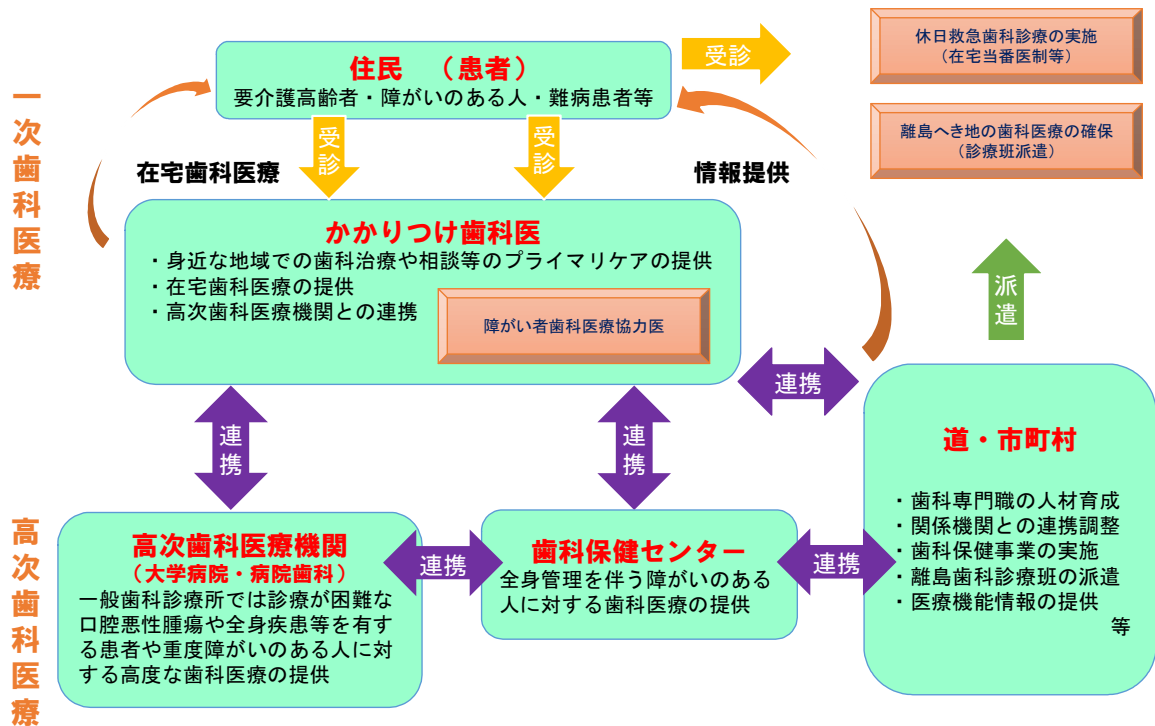 一次歯科医療
住民　（患者）
要介護高齢者・障がいのある人・難病患者等
受診
休日救急歯科診療の実施
（在宅当番医制等）
離島へき地の歯科医療の確保
（診療班派遣）
受診
受診
在宅歯科医療
情報提供
かかりつけ歯科医
・身近な地域での歯科治療や相談等のプライマリケアの提供
・在宅歯科医療の提供
・高次歯科医療機関との連携
障がい者歯科医療協力医
派遣
連携
連携
連携
道・市町村
・歯科専門職の人材育成
・関係機関との連携調整
・歯科保健事業の実施
・離島歯科診療班の派遣
・医療機能情報の提供
等
高次歯科医療
高次歯科医療機関
（大学病院・病院歯科）
一般歯科診療所では診療が困難な
口腔悪性腫瘍や全身疾患等を有す
る患者や重度障がいのある人に対
する高度な歯科医療の提供
連携
歯科保健センター
全身管理を伴う障がいのある
人に対する歯科医療の提供
連携